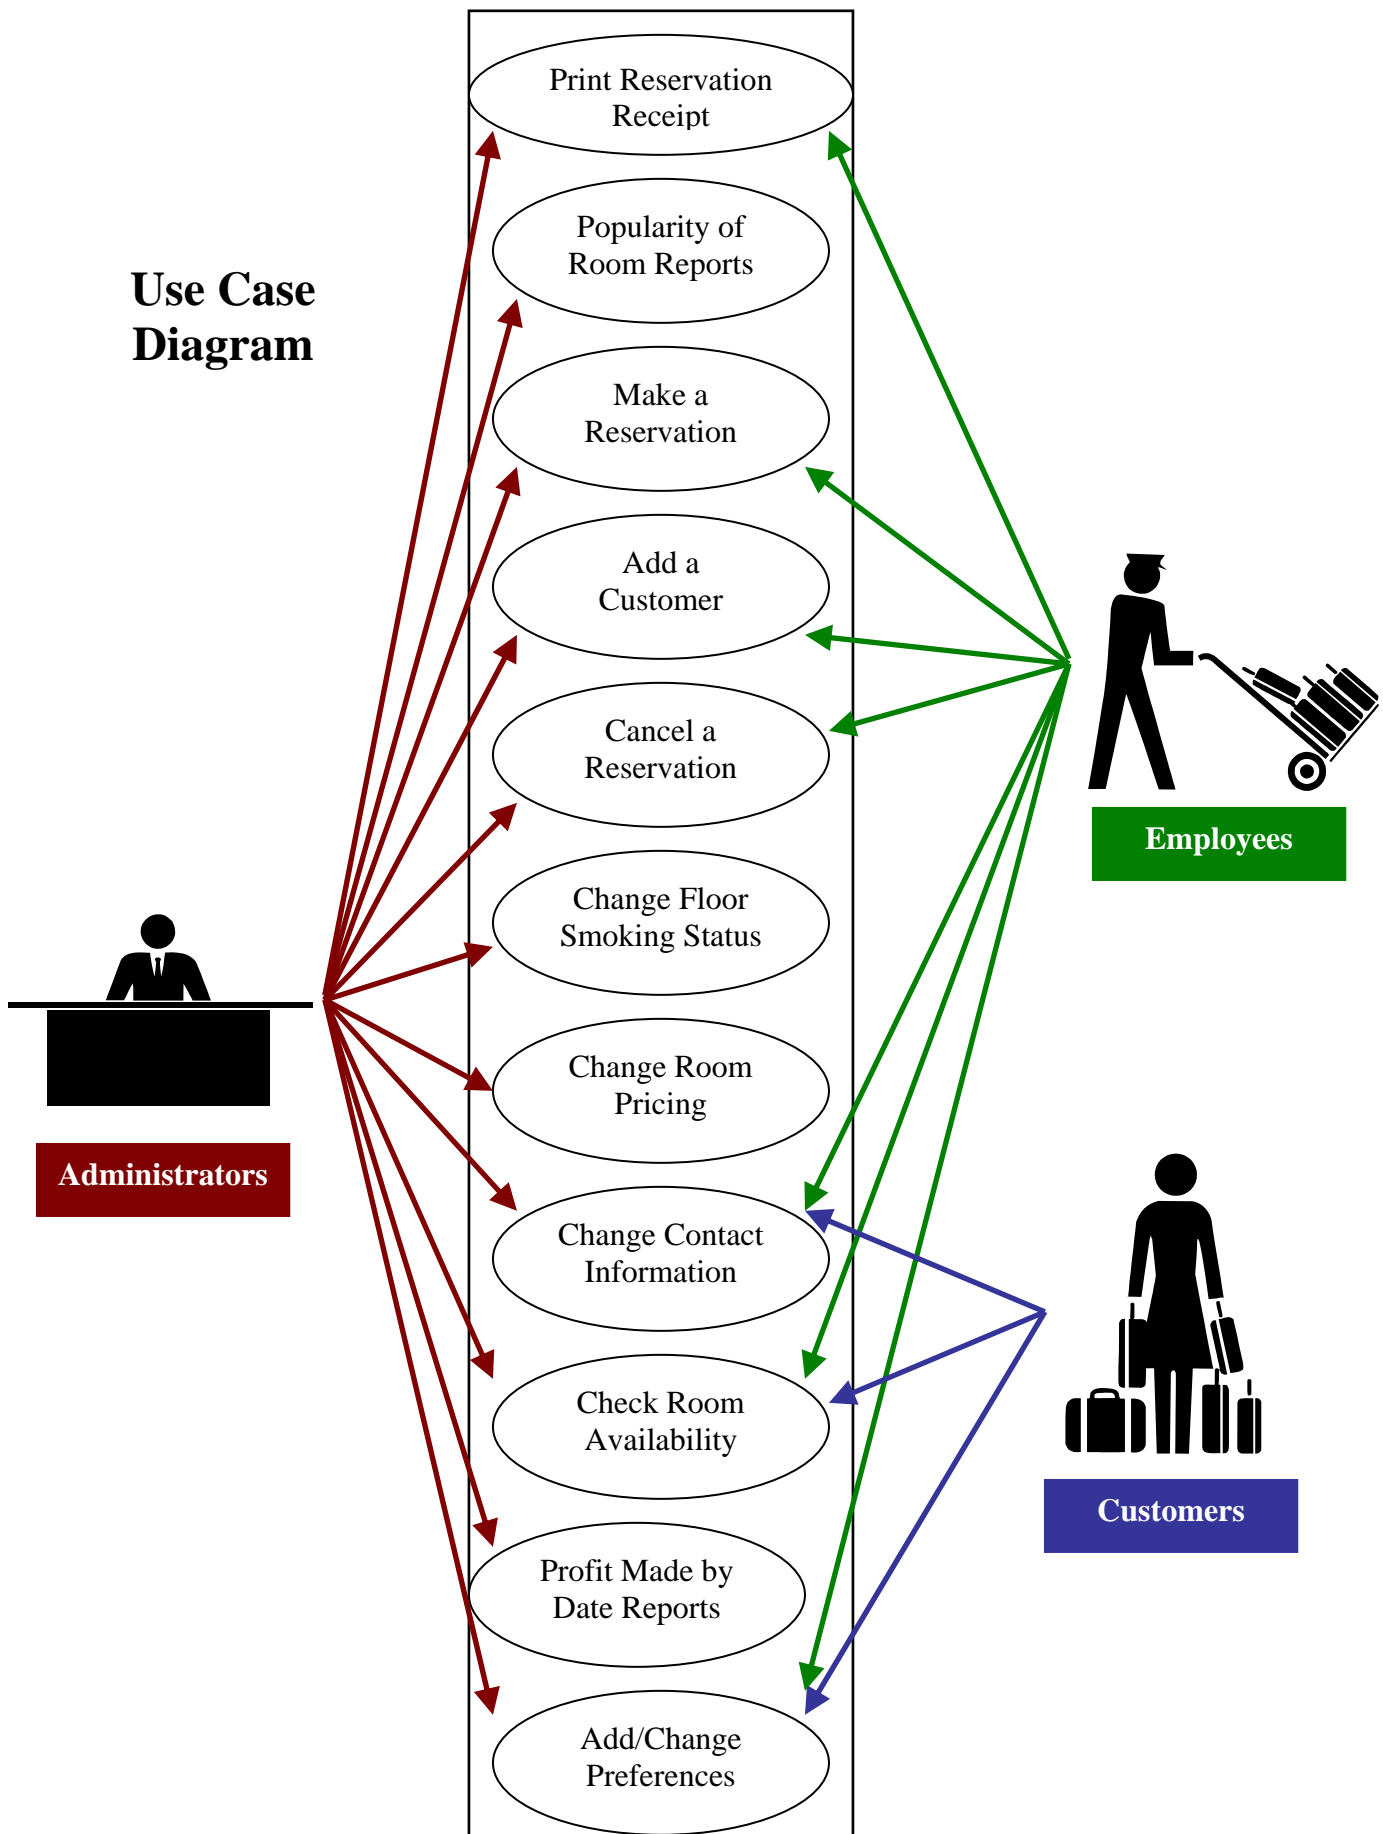 Print Reservation
Receipt
Popularity of
Room Reports
Use Case
Diagram
Make a
Reservation
Add a
Customer
Cancel a
Reservation
Employees
Change Floor
Smoking Status
Change Room
Pricing
Administrators
Change Contact
Information
Check Room
Availability
Customers
Profit Made by
Date Reports
Add/Change
Preferences